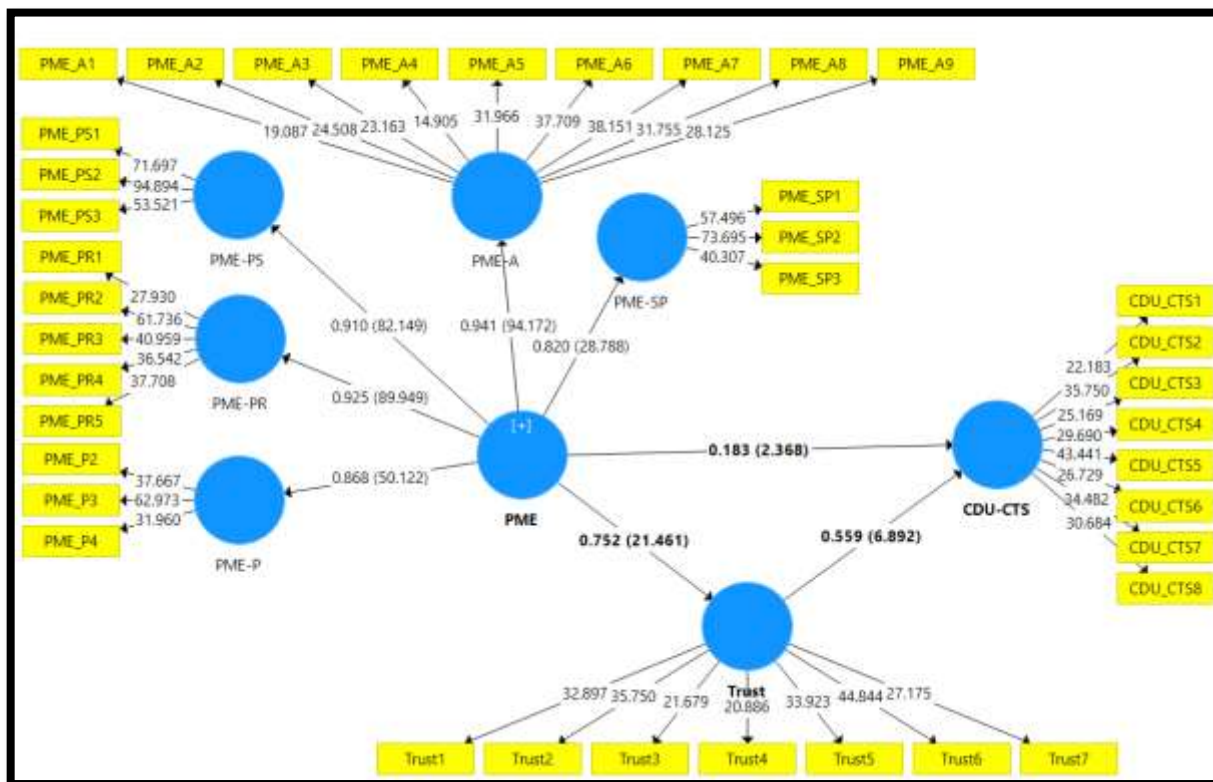 PME_A1 PME_A2 PME_A3 PME_A4 PME_A5 PME_A6 PME_A7 PME_A8 PME_A9
19.087 24.508 23.163 14.905 31.966 37.709 38.151 31.755 28.125
PME_PS1
PME_PS2
PME_PS3
71.697
94.894
53.521
PME-PS
PME-A
PME_SP1
PME_SP2
PME_SP3
57.496
73.695
40.307
PME-SP
PME_PR1
PME_PR2
PME_PR3
PME_PR4
PME_PR5
27.930
61.736
40.959
36.542
37.708
PME-PR
0.910 (82.149)
0.941 (94.172)
0.820 (28.788)
0.925 (89.949)
0.868 (50.122)
PME_P2
PME_P3
PME_P4
37.667
62.973
31.960
PME-P
[+]
PME
0.183 (2.368)
0.752 (21.461)
0.559 (6.892)
CDU-CTS
22.183
35.750
25.169
29.690
43.441
26.729
34.482
30.684
CDU_CTS1
CDU_CTS2
CDU_CTS3
CDU_CTS4
CDU_CTS5
CDU_CTS6
CDU_CTS7
CDU_CTS8
Trust
32.897 35.750 21.679 20.886 33.923 44.844 27.175
Trust1 Trust2 Trust3 Trust4 Trust5 Trust6 Trust7